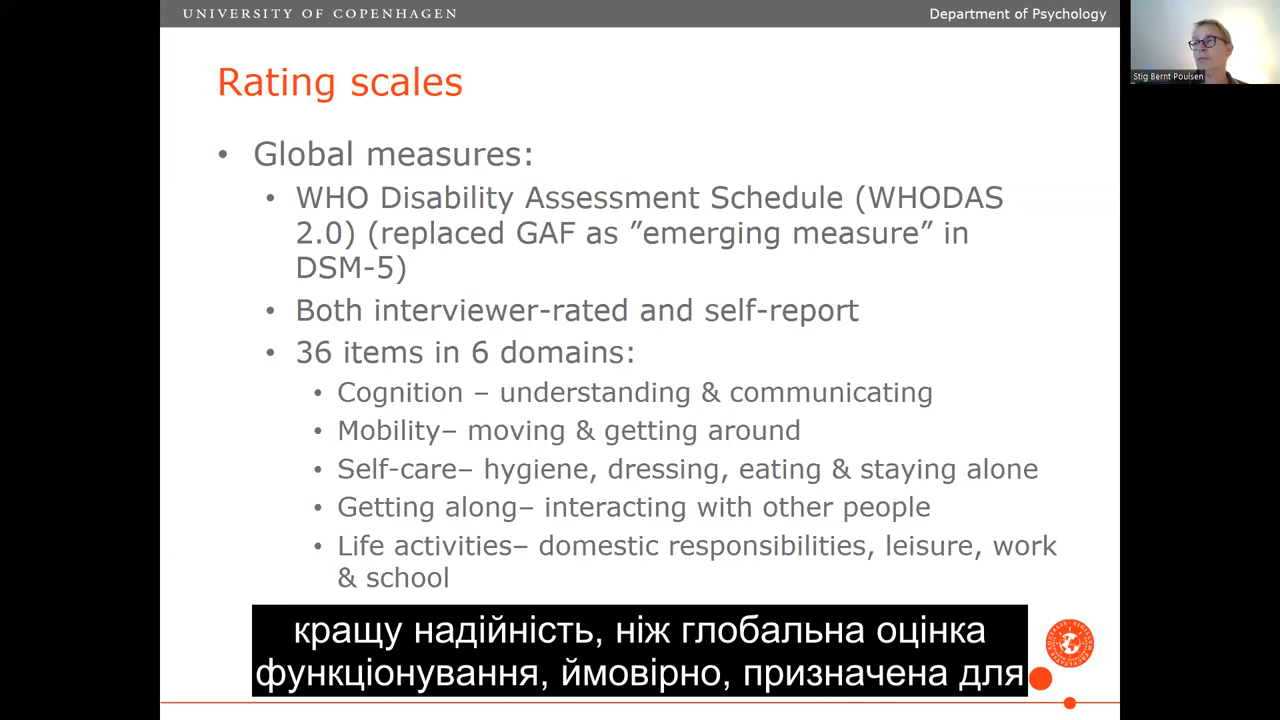 UNIVERSITY OF COPENHAGEN
Department of Psychology
Stig Bernt Poulsen
Rating scales
• Global measures:
• WHO Disability Assessment Schedule (WHODAS
2.0) (replaced GAF as ”emerging measure” in
DSM-5)
• Both interviewer-rated and self-report
• 36 items in 6 domains:
• Cognition – understanding & communicating
• Mobility– moving & getting around
• Self-care– hygiene, dressing, eating & staying alone
• Getting along– interacting with other people
• Life activities– domestic responsibilities, leisure, work
& school
кращу надійність, ніж глобальна оцінка
функціонування, ймовірно, призначена для